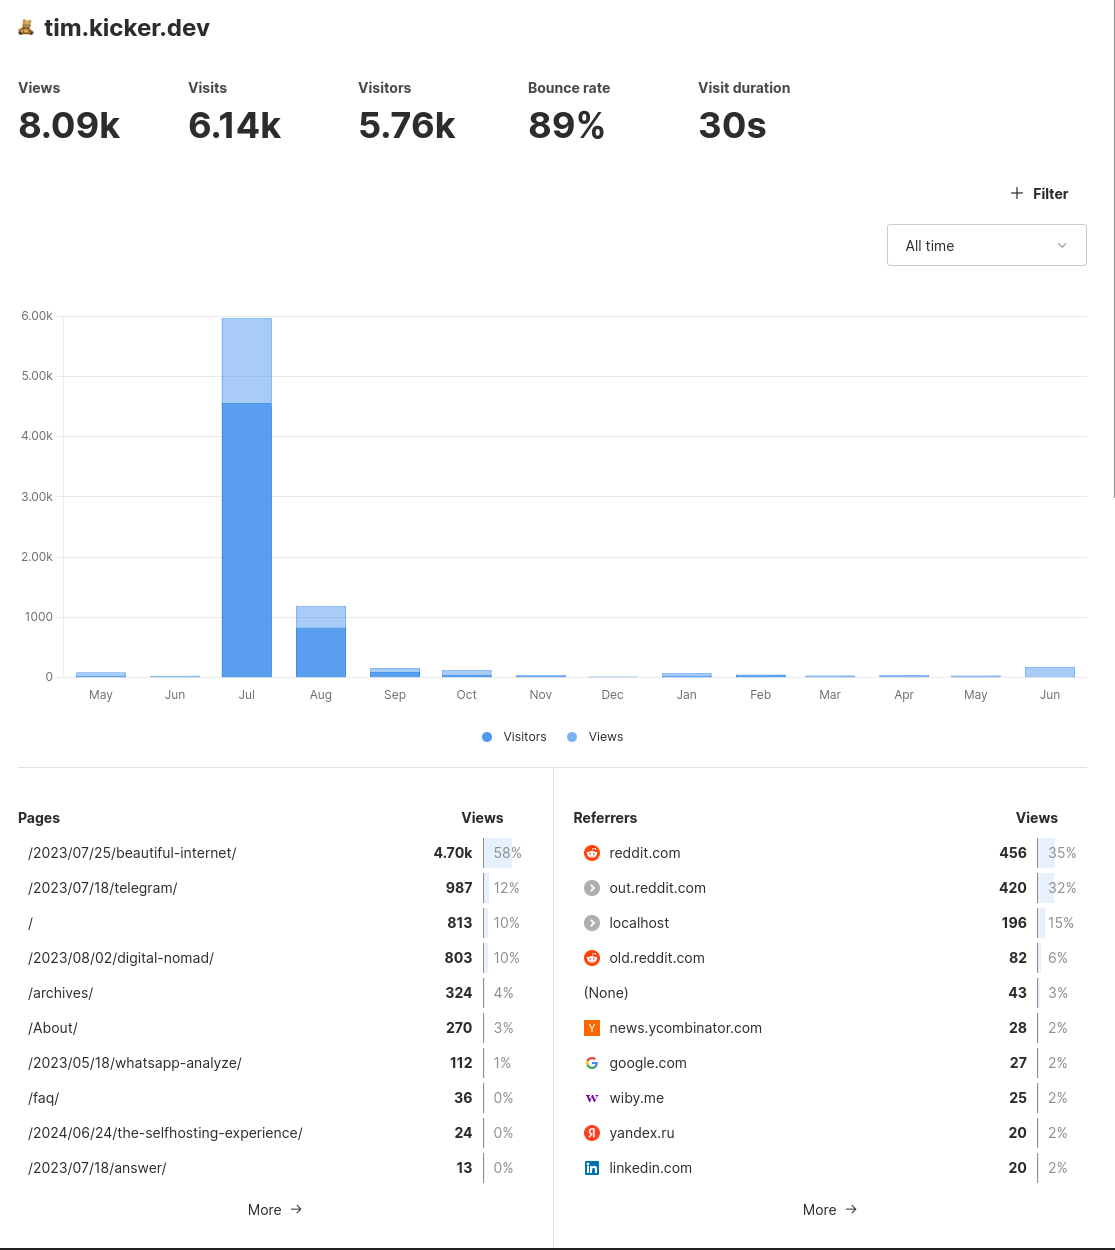 tim.kicker.dev
Views Visits Visitors Bounce rate Visit duration
8.09k 6.14k 5.76k 89% 30s
Filter
All time
6.00k
5.00k
4.00k
3.00k
2.00k
1000
0
May Jun Jul Aug Sep Oct Nov Dec Jan Feb Mar Apr May Jun
Visitors Views
Pages Views
/2023/07/25/beautiful-internet/ 4.70k 58%
/2023/07/18/telegram/ 987 12%
/ 813 10%
/2023/08/02/digital-nomad/ 803 10%
/archives/ 324 4%
/About/ 270 3%
/2023/05/18/whatsapp-analyze/ 112 1%
/faq/ 36 0%
/2024/06/24/the-selfhosting-experience/ 24 0%
/2023/07/18/answer/ 13 0%
More
Referrers Views
reddit.com 456 35%
out.reddit.com 420 32%
localhost 196 15%
old.reddit.com 82 6%
(None) 43 3%
news.ycombinator.com 28 2%
google.com 27 2%
wiby.me 25 2%
yandex.ru 20 2%
linkedin.com 20 2%
More